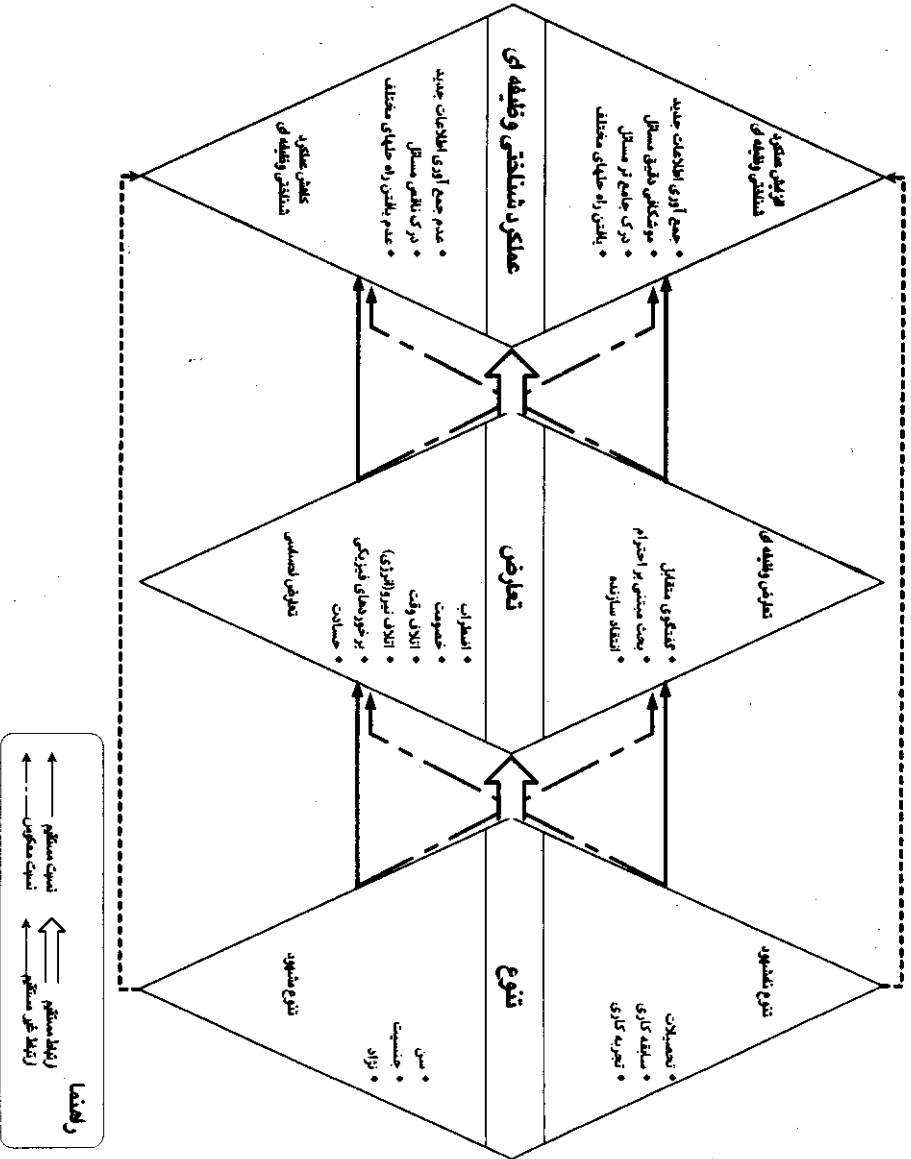 تنوع
تنوع نامشهود
• تحصیلات
• سابقه کاری
• تجربه کاری
تنوع مشهود
• سن
• جنسیت
• نژاد
تعارض
تعارض وظیفه ای
• گفتگوی متقابل
• بحث مبتنی بر احترام
• انتقاد سازنده
• اضطراب
• خصومت
• اتلاف وقت
• اتلاف نیرو(انرژی)
• برخوردهای فیزیکی
• حسادت
تعارض احساسی
عملکرد شناختی وظیفه ای
افزایش عملکرد
شناختی وظیفه ای
• جمع آوری اطلاعات جدید
• موشکافی دقیق مسائل
• درک جامع تر مسائل
• یافتن راه حلهای مختلف
• عدم جمع آوری اطلاعات جدید
• درک ناقص مسائل
• عدم یافتن راه حلهای مختلف
کاهش عملکرد
شناختی وظیفه ای
راهنما
ارتباط مستقیم
ارتباط غیر مستقیم
نسبت مستقیم
نسبت معکوس